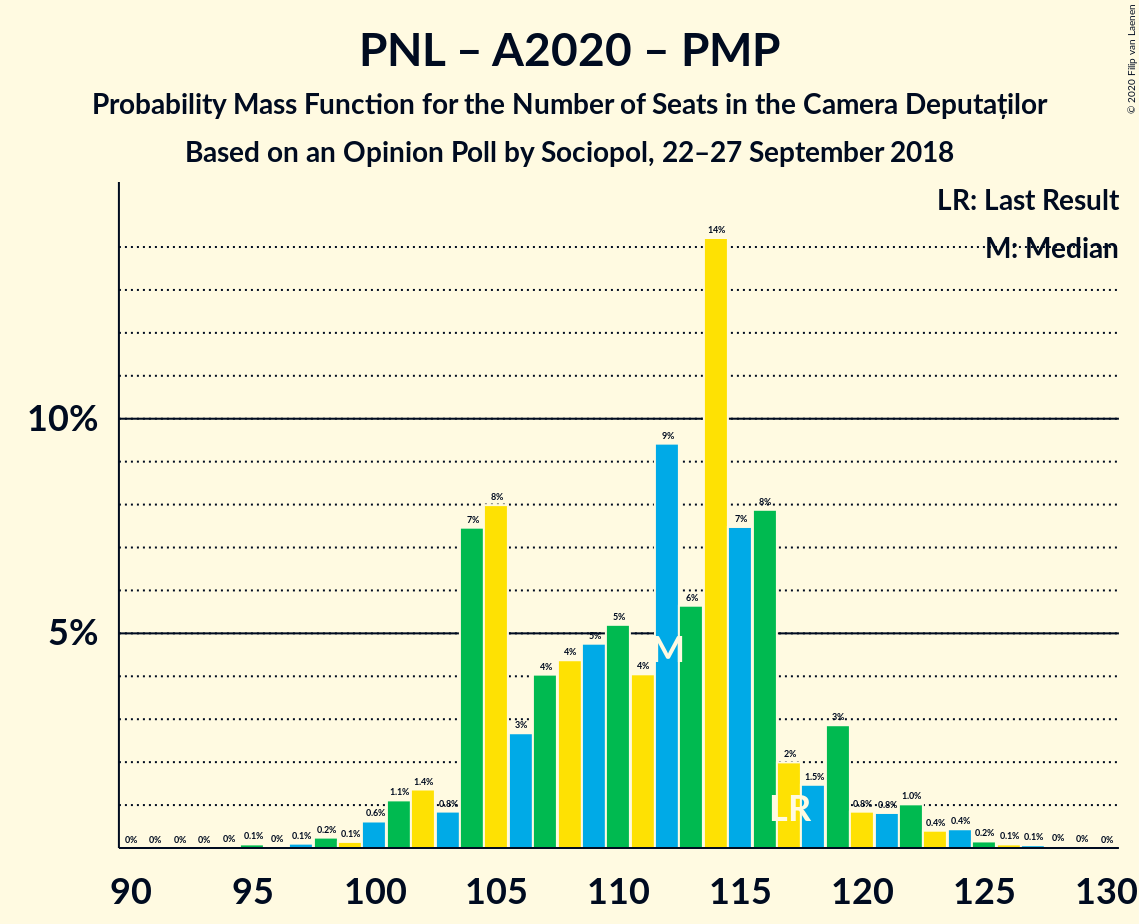 PNL – A2020 – PMP
Probability Mass Function for the Number of Seats in the Camera Deputaților
Based on an Opinion Poll by Sociopol, 22–27 September 2018
© 2020 Filip van Laenen
LR: Last Result
M: Median
10%
5%
0% 0% 0% 0% 0% 0.1% 0% 0.1% 0.2% 0.1% 0.6% 1.1% 1.4% 0.8% 7% 8% 3% 4% 4% 5% 5% 4% 9% 6% 14% 7% 8% 2% 1.5% 3% 0.8% 0.8% 1.0% 0.4% 0.4% 0.2% 0.1% 0.1% 0% 0% 0%
M
LR
90 95 100 105 110 115 120 125 130